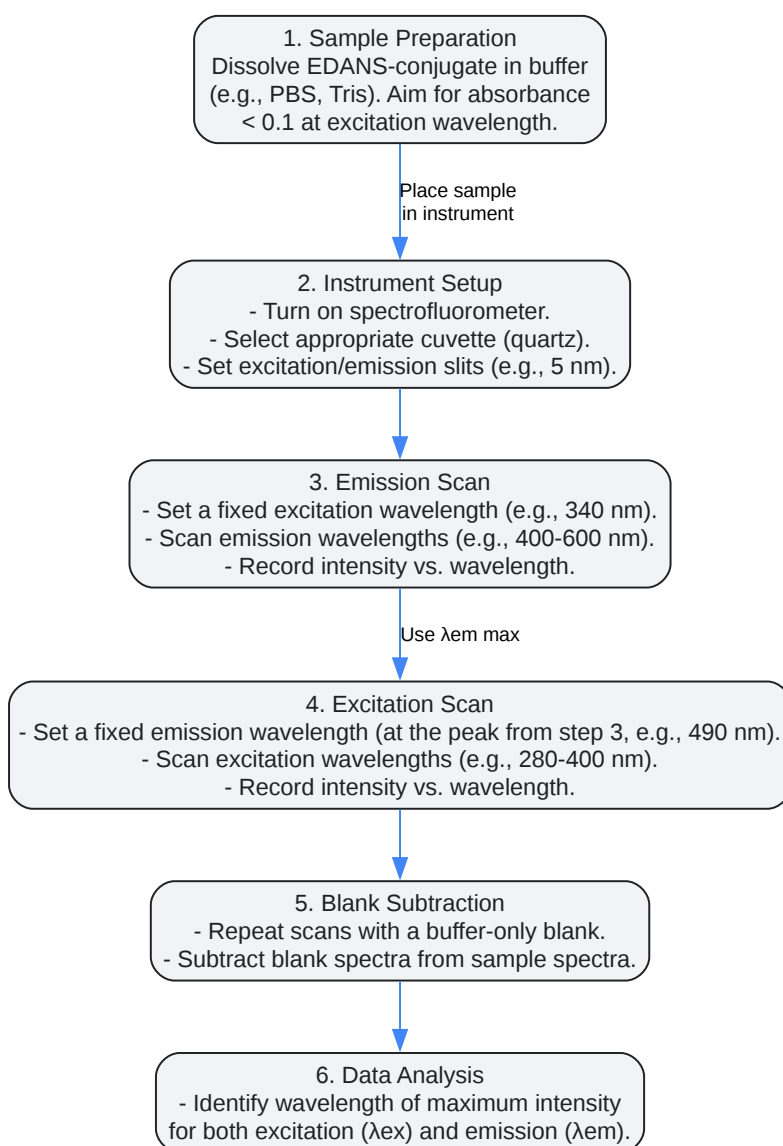 1. Sample Preparation
Dissolve EDANS-conjugate in buffer
(e.g., PBS, Tris). Aim for absorbance
< 0.1 at excitation wavelength.
Place sample
in instrument
2. Instrument Setup
- Turn on spectrofluorometer.
- Select appropriate cuvette (quartz).
- Set excitation/emission slits (e.g., 5 nm).
3. Emission Scan
- Set a fixed excitation wavelength (e.g., 340 nm).
- Scan emission wavelengths (e.g., 400-600 nm).
- Record intensity vs. wavelength.
Use λem max
4. Excitation Scan
- Set a fixed emission wavelength (at the peak from step 3, e.g., 490 nm).
- Scan excitation wavelengths (e.g., 280-400 nm).
- Record intensity vs. wavelength.
5. Blank Subtraction
- Repeat scans with a buffer-only blank.
- Subtract blank spectra from sample spectra.
6. Data Analysis
- Identify wavelength of maximum intensity
for both excitation (λex) and emission (λem).